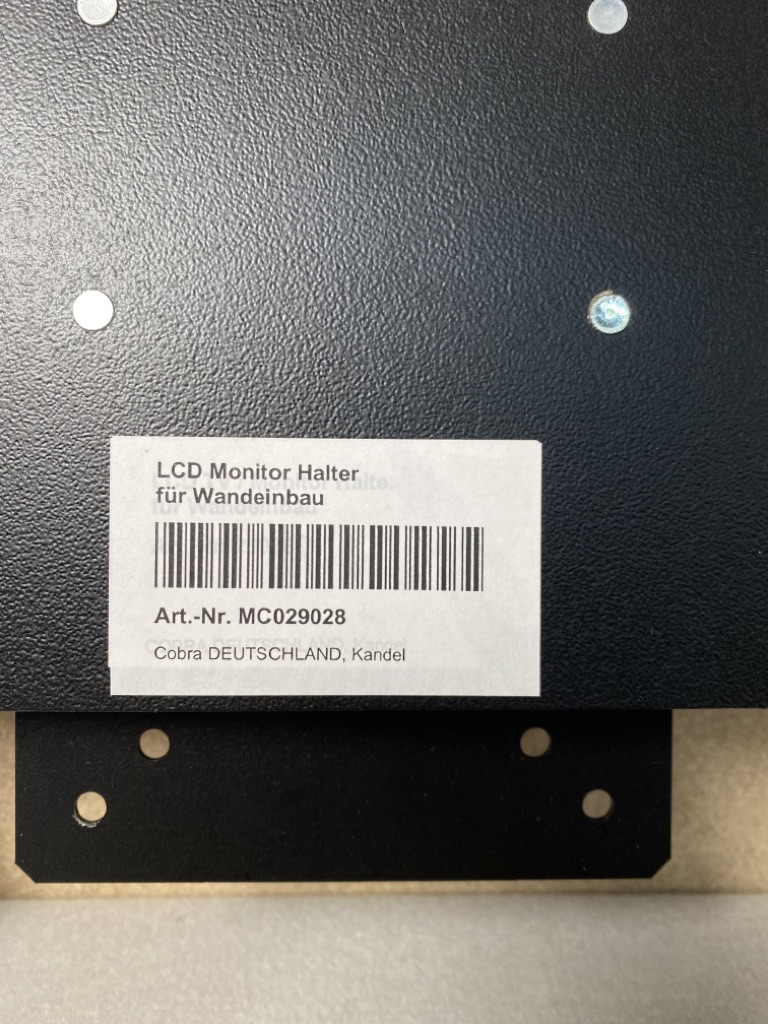 LCD Monitor Halter
für Wandeinbau
Art.-Nr. MC029028
Cobra DEUTSCHLAND, Kandel